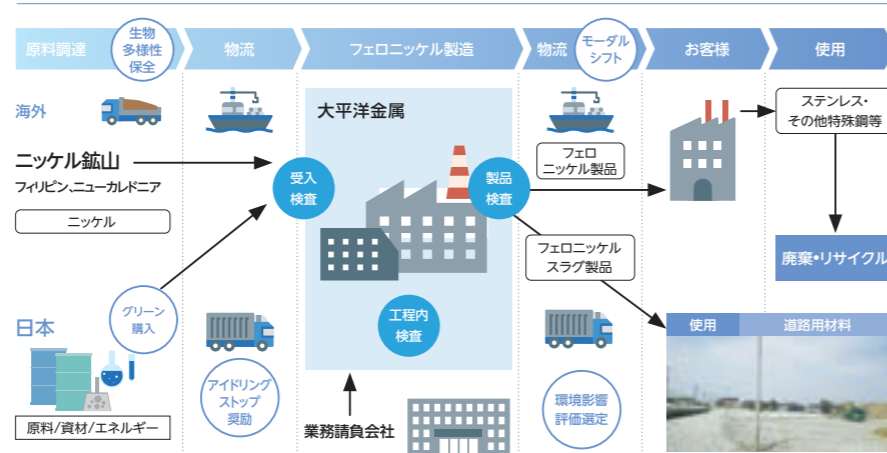 原料調達
生物
多様性
保全
物流
フェロニッケル製造
物流
モーダル
シフト
お客様
使用
海外
ニッケル鉱山
フィリピン、ニューカレドニア
ニッケル
大平洋金属
受入
検査
製品
検査
フェロ
ニッケル製品
ステンレス・
その他特殊鋼等
フェロニッケル
スラグ製品
廃棄・リサイクル
日本
グリーン
購入
工程内
検査
使用
道路用材料
アイドリング
ストップ
奨励
環境影響
評価選定
原料/資材/エネルギー
業務請負会社